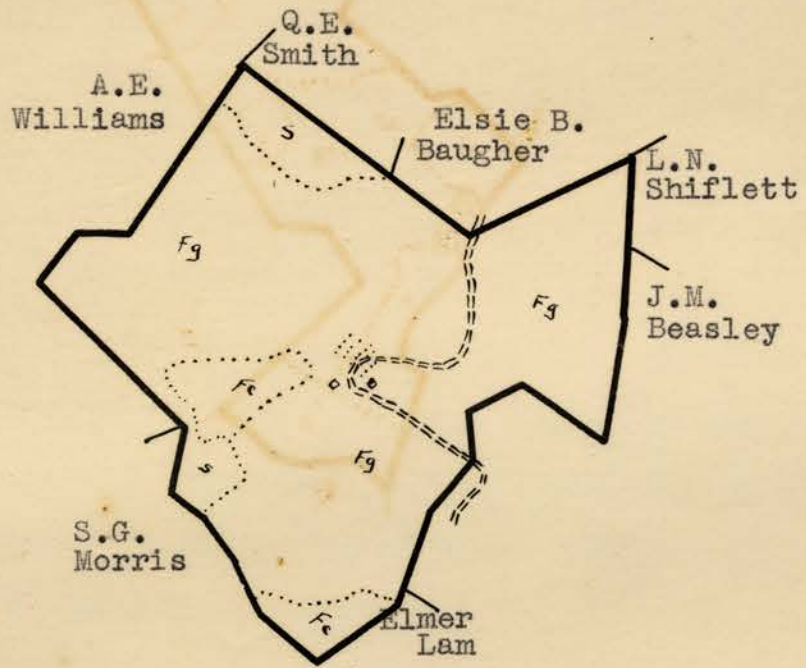 Q.E.
Smith
A.E.
Williams
S
Elsie B.
Baugher
L.N.
Shiflett
Fg
Fg
J.M.
Beasley
Fc
Fg
S
S.G.
Morris
Fc
Elmer
Lam